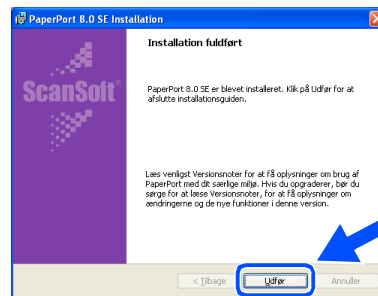 PaperPort 8.0 SE Installation
Installation fuldført
ScanSoft®
PaperPort 8.0 SE er blevet installeret. Klik på Udfør for at
afslutte installationsguiden.
Læs venligst Versionsnoter for at få oplysninger om brug af
PaperPort med dit særlige miljø. Hvis du opgraderer, bør du
sørge for at læse Versionsnoter, for at få oplysninger om
ændringerne og de nye funktioner i denne version.
< Tilbage
Udfør
Annuller